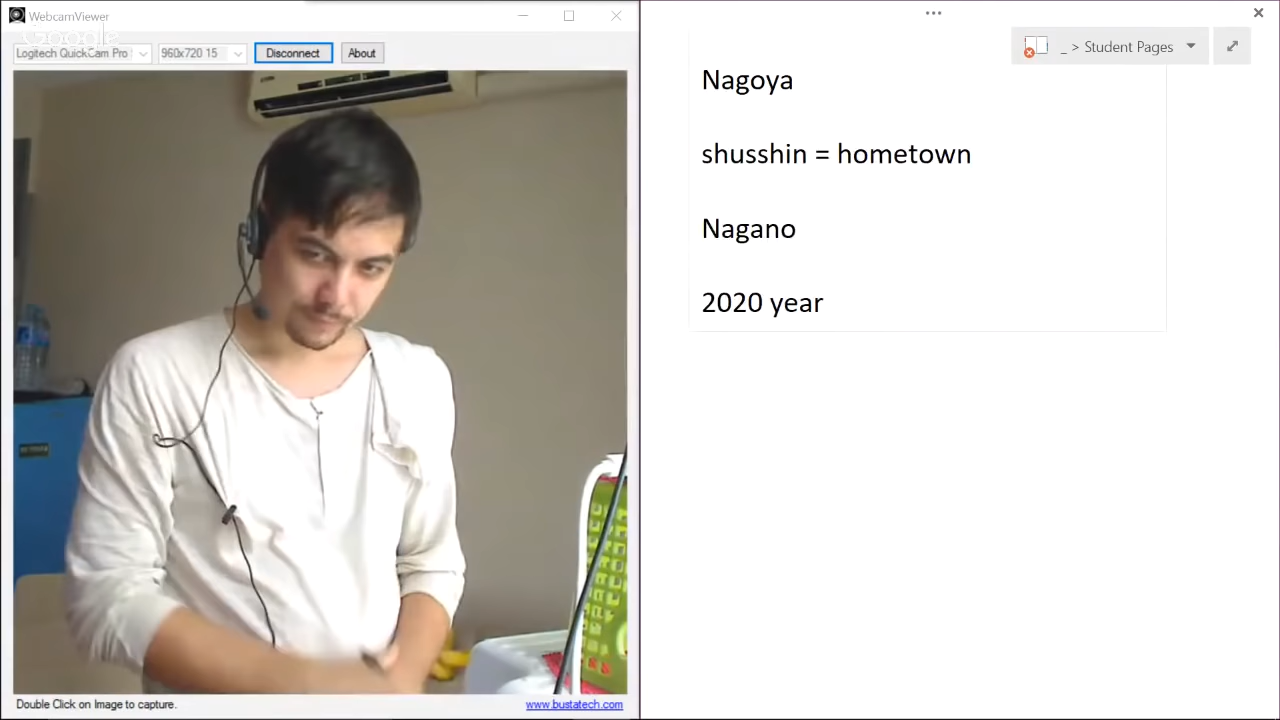 WebcamViewer
Google
Logitech QuickCam Pro
960x720 15
Disconnect
About
Double Click on Image to capture.
www.bustatech.com
_ > Student Pages
Nagoya
shusshin = hometown
Nagano
2020 year